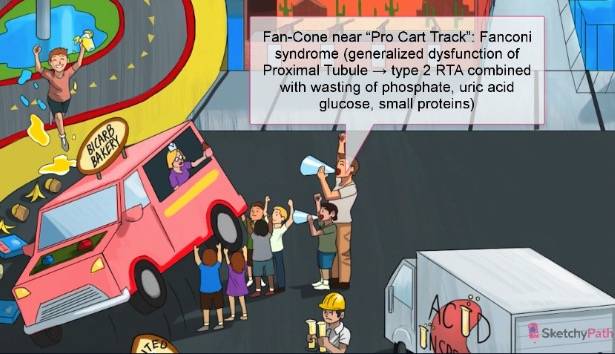 Fan-Cone near “Pro Cart Track”: Fanconi
syndrome (generalized dysfunction of
Proximal Tubule → type 2 RTA combined
with wasting of phosphate, uric acid
glucose, small proteins)
BICARB
BAKERY
ACID
SketchyPath